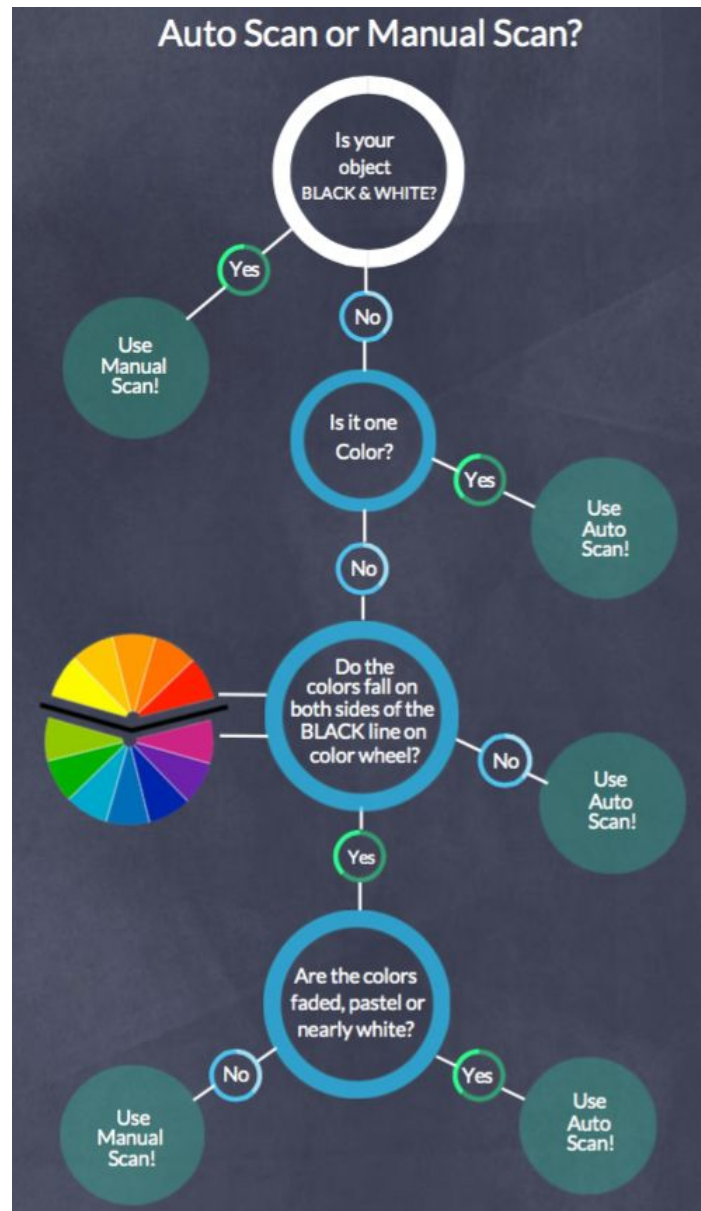 Auto Scan or Manual Scan?
Is your
object
BLACK & WHITE?
Yes
No
Use
Manual
Scan!
Is it one
Color?
Yes
Use
Auto
Scan!
No
Do the
colors fall on
both sides of the
BLACK line on
color wheel?
No
Use
Auto
Scan!
Yes
Are the colors
faded, pastel or
nearly white?
No
Yes
Use
Manual
Scan!
Use
Auto
Scan!